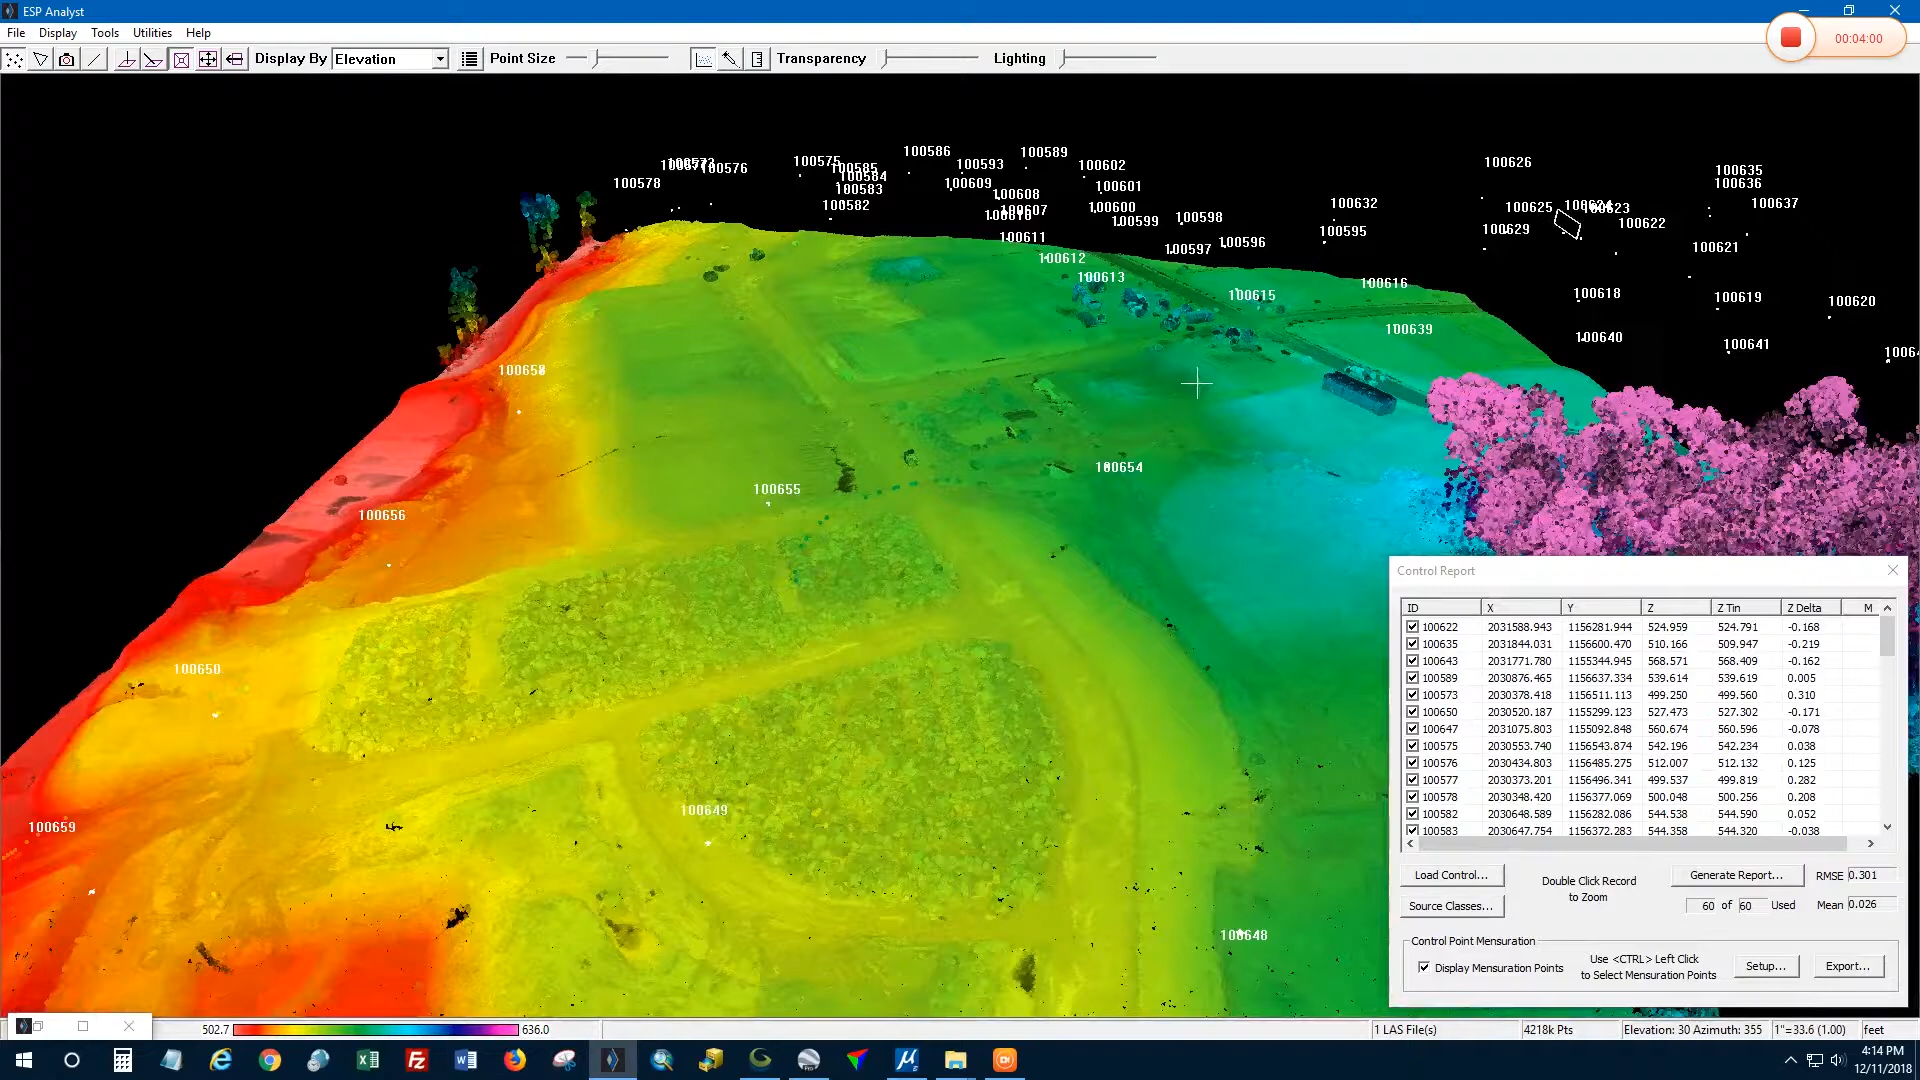 ESP Analyst
00:04:00
File Display Tools Utilities Help
Display By Elevation Point Size Transparency Lighting
100586 100589
100573 100576 100575 100585 100593 100602 100626 100635
100578 100584 100609 100601 100636
100583 100608
100582 100607 100600 100632 100625 100623 100637
100599 100598 100622
100611 100597 100596 100595 100629 100621
100612
100613 100615 100616 100618 100619 100620
100639 100640 100641
100654
100655
100656
100650
100649
100659
100648
Control Report
ID X Y Z Z Tin Z Delta M
100622 2031588.943 1156281.944 524.959 524.791 -0.168
100635 2031844.031 1156600.470 510.166 509.947 -0.219
100643 2031771.780 1155344.945 568.571 568.409 -0.162
100589 2030876.465 1156637.334 539.614 539.619 0.005
100573 2030378.418 1156511.113 499.250 499.560 0.310
100650 2030520.187 1155299.123 527.473 527.302 -0.171
100647 2031075.803 1155092.848 560.674 560.596 -0.078
100575 2030553.740 1156543.874 542.196 542.234 0.038
100576 2030434.803 1156485.275 512.007 512.132 0.125
100577 2030373.201 1156496.341 499.537 499.819 0.282
100578 2030348.420 1156377.069 500.048 500.256 0.208
100582 2030648.589 1156282.086 544.538 544.590 0.052
100583 2030647.754 1156372.283 544.358 544.320 -0.038
Load Control... Double Click Record to Zoom Generate Report... RMSE 0.301
Source Classes... 60 of 60 Used Mean 0.026
Control Point Mensuration
Display Mensuration Points Use <CTRL> Left Click to Select Mensuration Points Setup... Export...
502.7 636.0 1 LAS File(s) 4218k Pts Elevation: 30 Azimuth: 355 1"=33.6 (1.00) feet
4:14 PM
12/11/2018